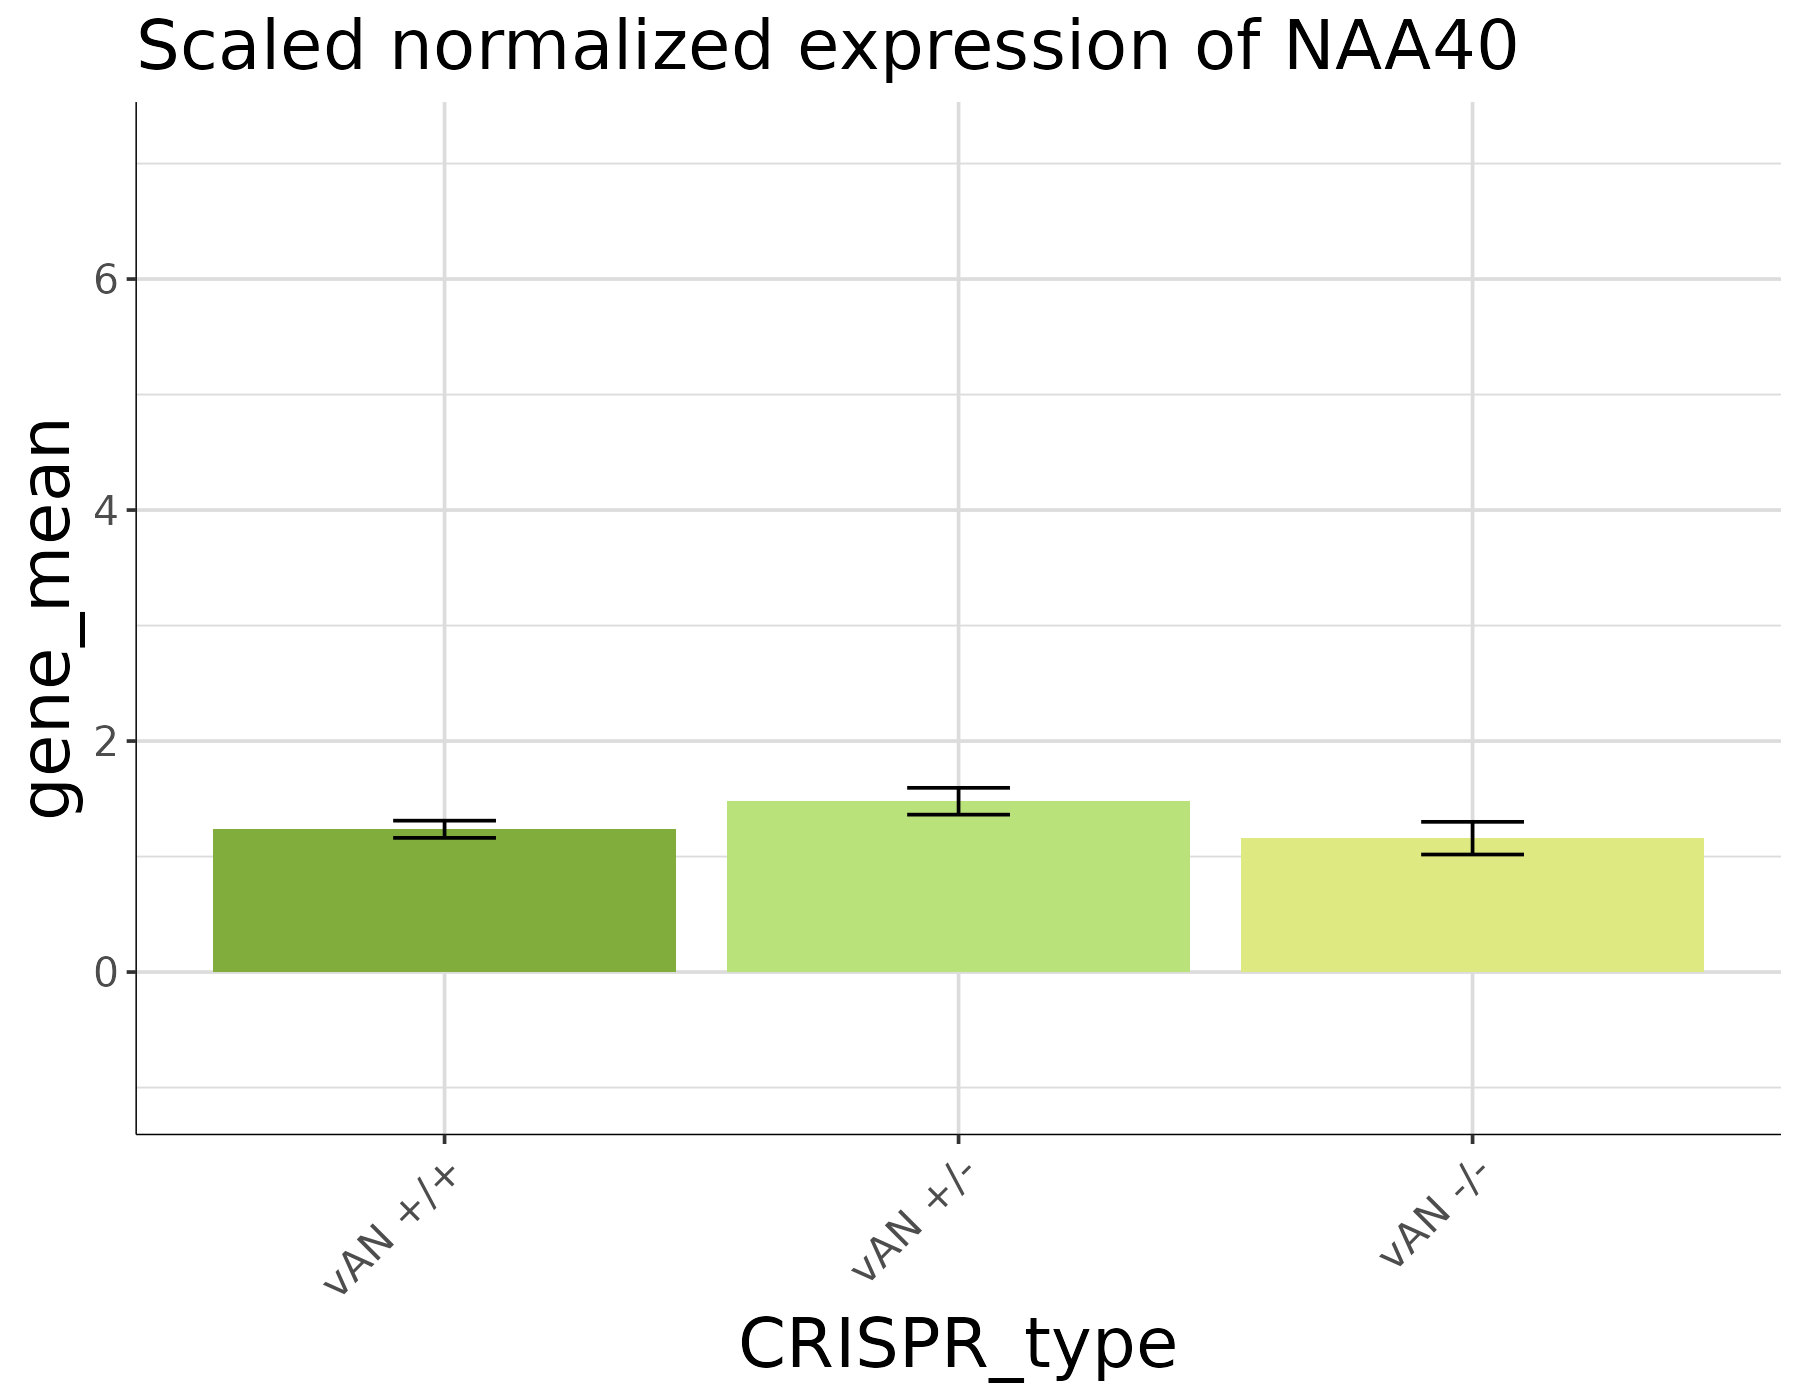 Scaled normalized expression of NAA40
gene_mean
6
4
2
0
vAN +/+
vAN +/-
vAN -/-
CRISPR_type